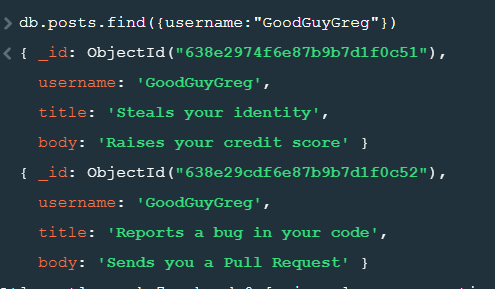 > db.posts.find({username:"GoodGuyGreg"})
< { _id: ObjectId("638e2974f6e87b9b7d1f0c51"),
username: 'GoodGuyGreg',
title: 'Steals your identity',
body: 'Raises your credit score' }
{ _id: ObjectId("638e29cdf6e87b9b7d1f0c52"),
username: 'GoodGuyGreg',
title: 'Reports a bug in your code',
body: 'Sends you a Pull Request' }